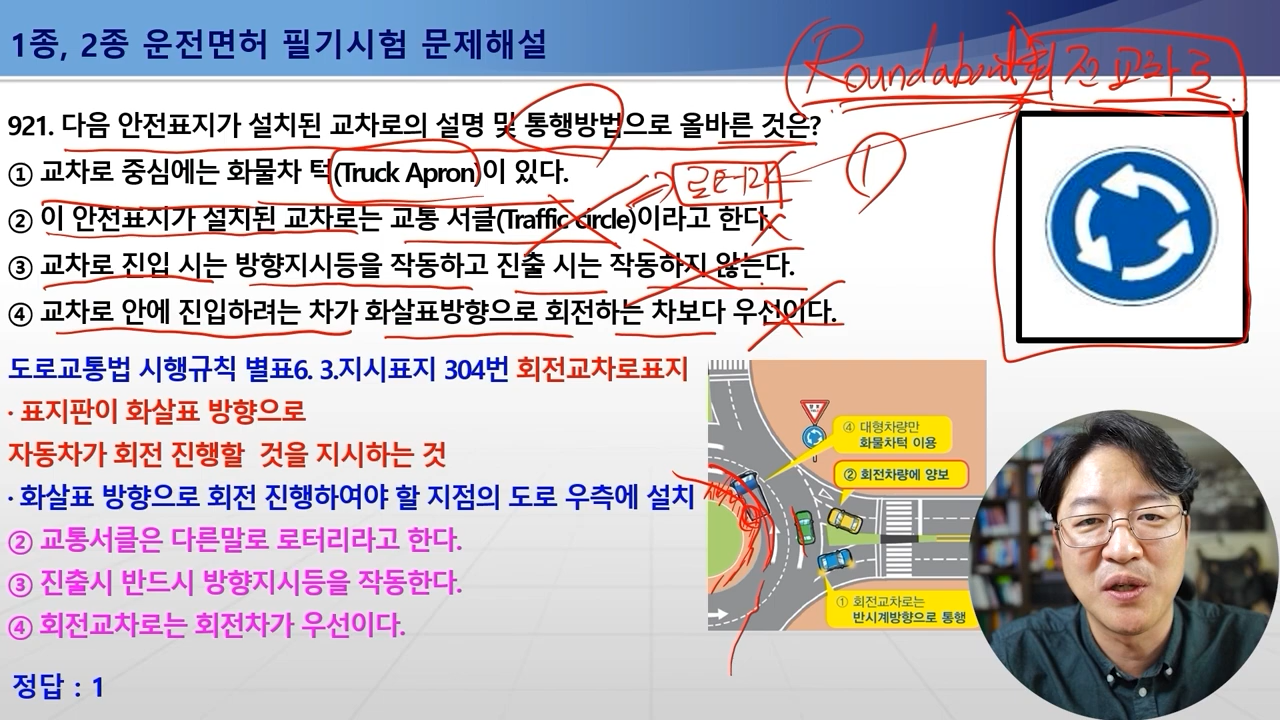 1종, 2종 운전면허 필기시험 문제해설
(Roundabout) 회전교차로
921. 다음 안전표지가 설치된 교차로의 설명 및 통행방법으로 올바른 것은?
① 교차로 중심에는 화물차 턱(Truck Apron)이 있다.
로터리
①
② 이 안전표지가 설치된 교차로는 교통 서클(Traffic circle)이라고 한다.
③ 교차로 진입 시는 방향지시등을 작동하고 진출 시는 작동하지 않는다.
④ 교차로 안에 진입하려는 차가 화살표방향으로 회전하는 차보다 우선이다.
도로교통법 시행규칙 별표6. 3.지시표지 304번 회전교차로표지
· 표지판이 화살표 방향으로
자동차가 회전 진행할 것을 지시하는 것
· 화살표 방향으로 회전 진행하여야 할 지점의 도로 우측에 설치
② 교통서클은 다른말로 로터리라고 한다.
③ 진출시 반드시 방향지시등을 작동한다.
④ 회전교차로는 회전차가 우선이다.
정답 : 1
④ 대형차량만
화물차턱 이용
② 회전차량에 양보
① 회전교차로는
반시계방향으로 통행